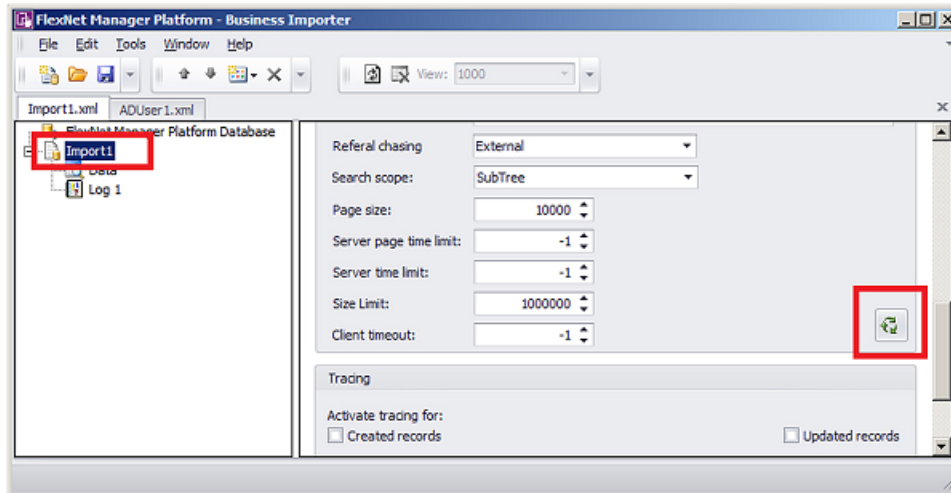 FlexNet Manager Platform - Business Importer
File Edit Tools Window Help
View: 1000
Import1.xml ADUser1.xml
FlexNet Manager Platform Database
Import1
Data
Log 1
Referal chasing External
Search scope: SubTree
Page size: 10000
Server page time limit: -1
Server time limit: -1
Size Limit: 1000000
Client timeout: -1
Tracing
Activate tracing for:
Created records Updated records